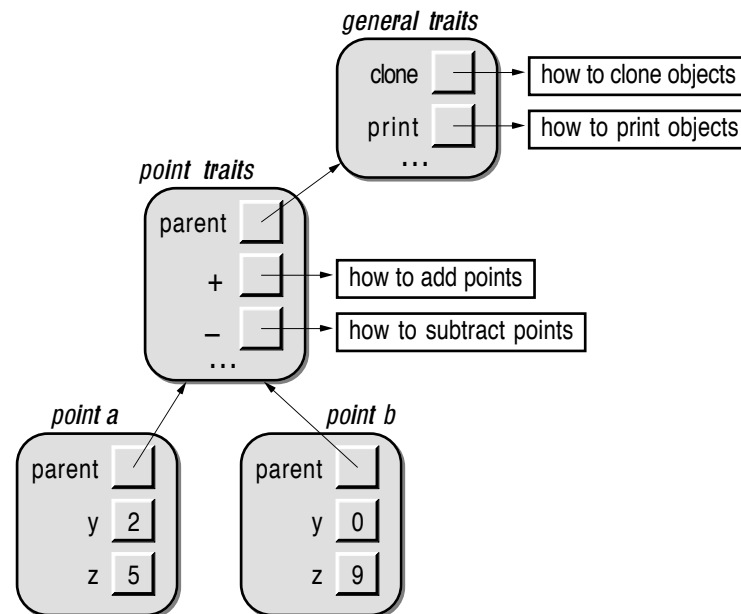 general traits
clone
how to clone objects
print
how to print objects
...
point traits
parent
+
how to add points
–
how to subtract points
...
point a
parent
y 2
z 5
point b
parent
y 0
z 9